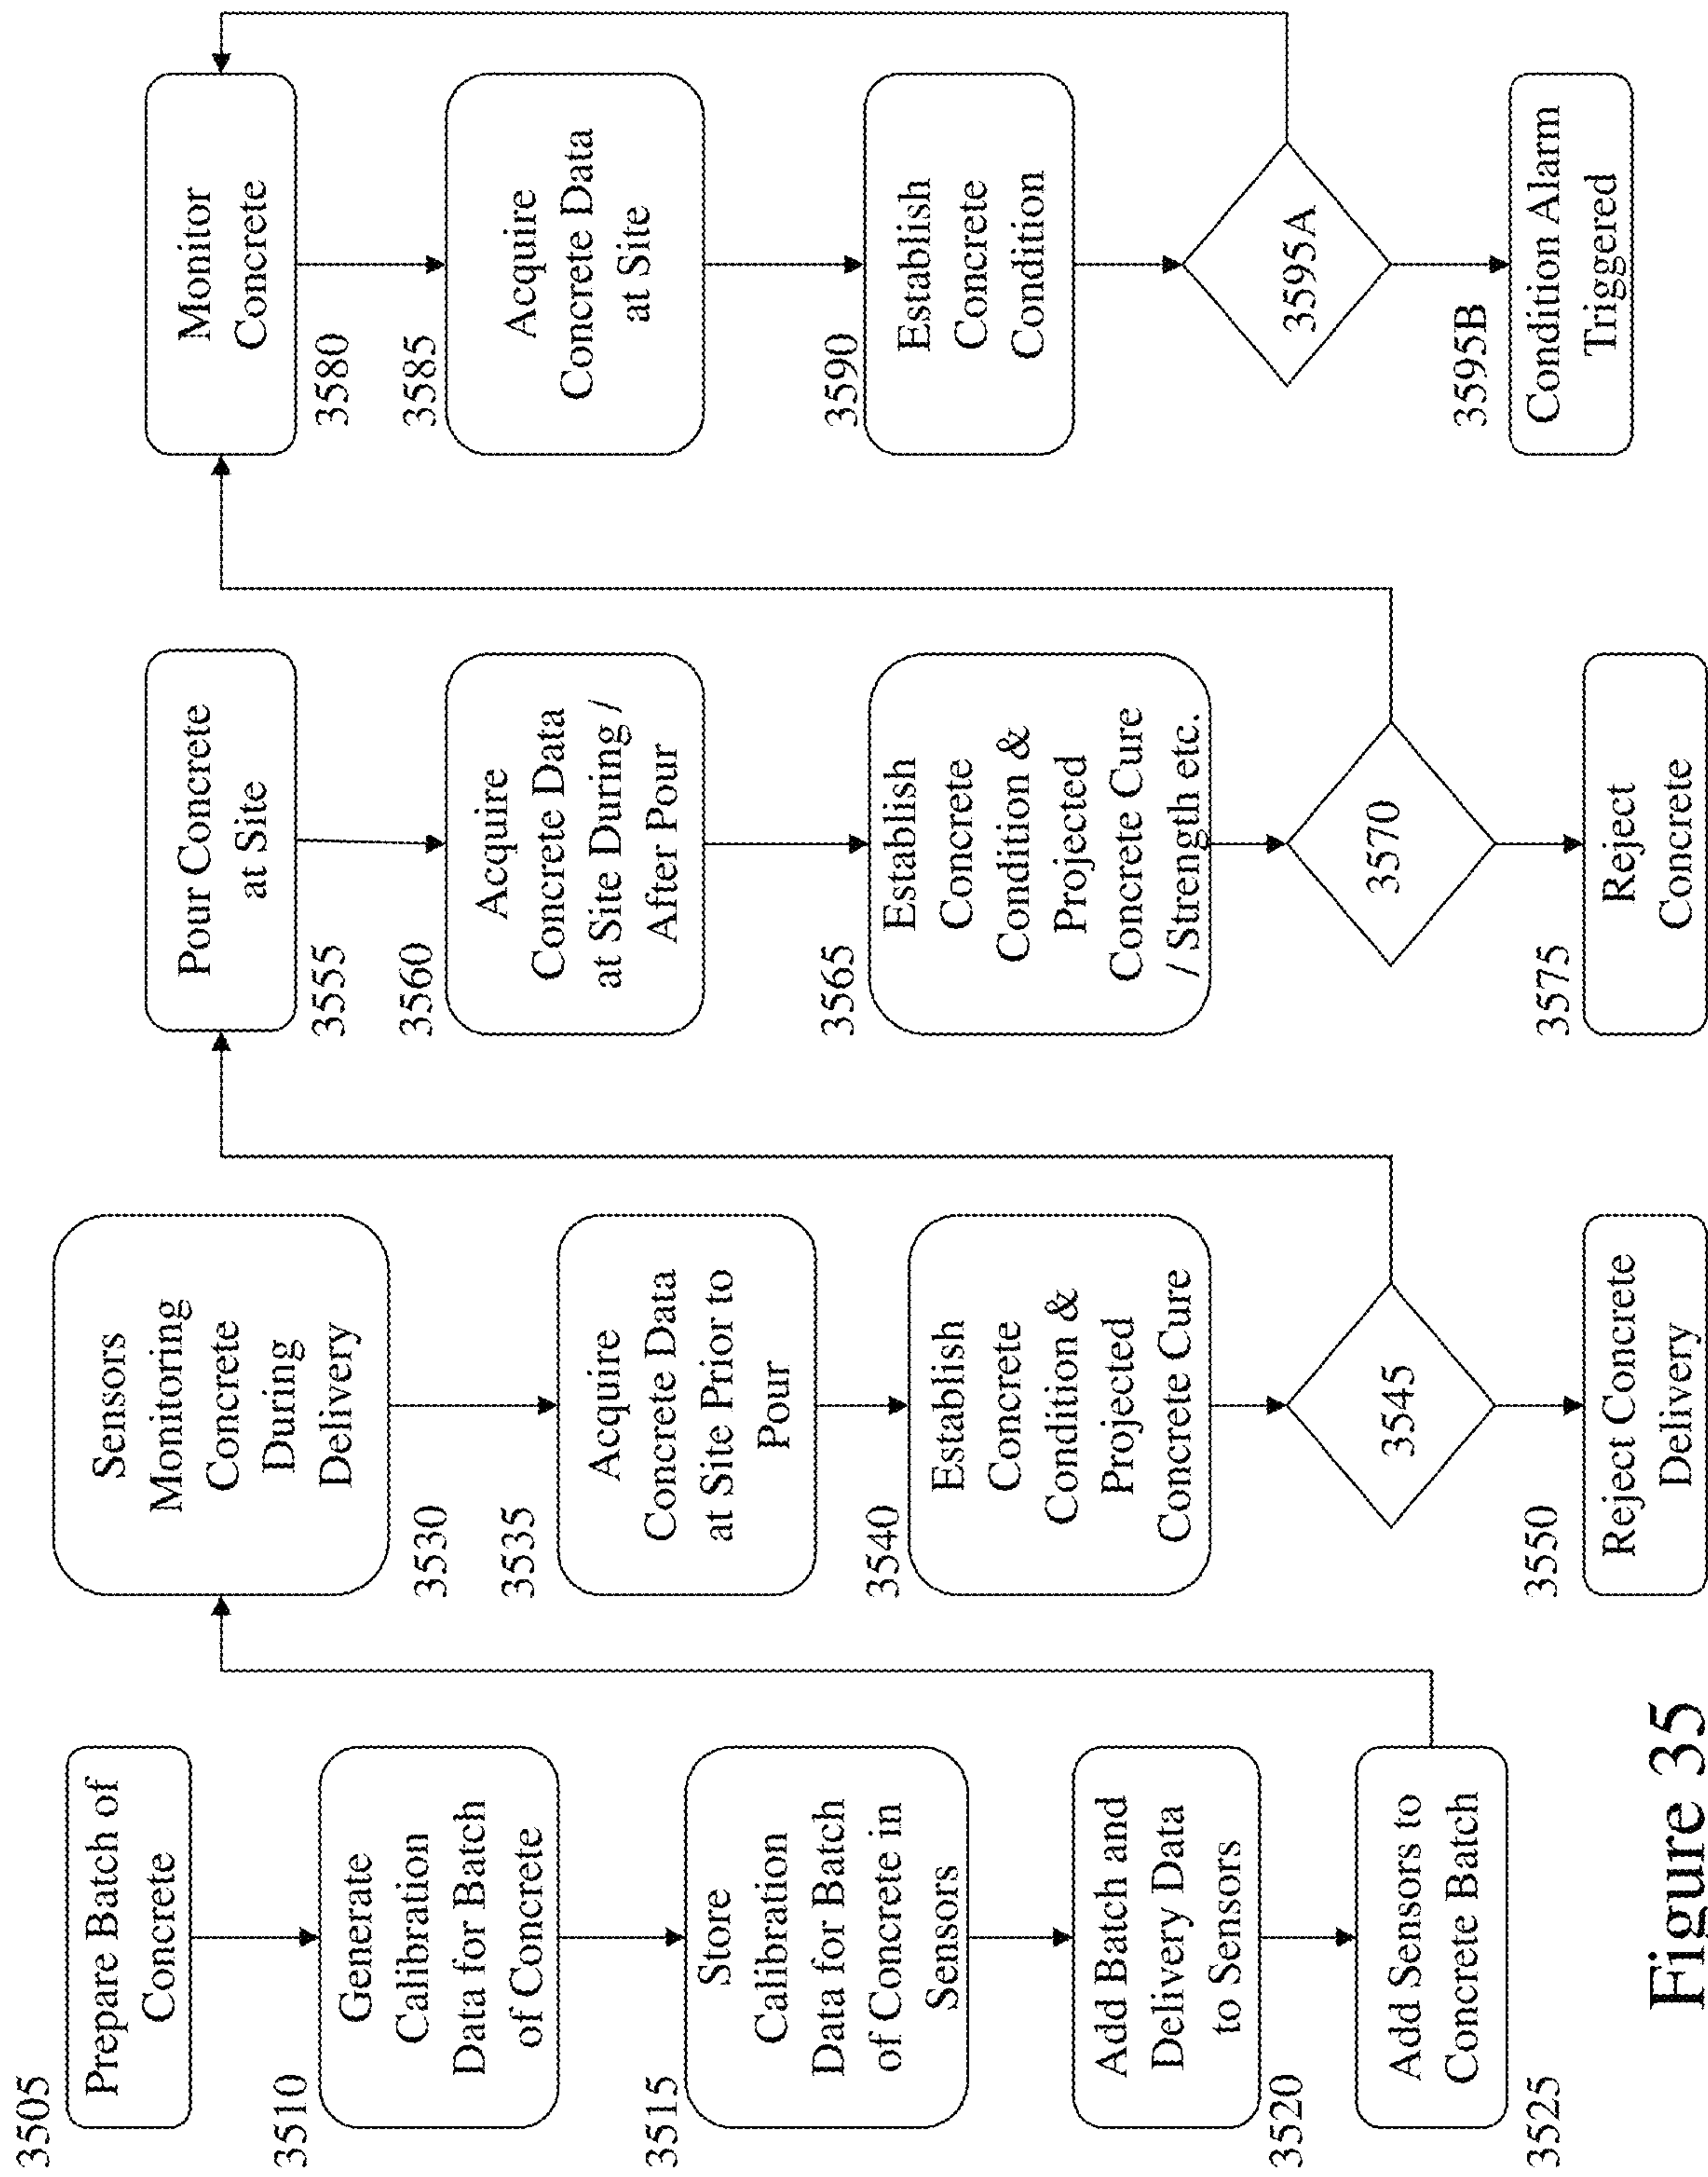 3505
Prepare Batch of
Concrete
3510
Generate
Calibration
Data for Batch
of Concrete
3515
Store
Calibration
Data for Batch
of Concrete in
Sensors
Add Batch and
Delivery Data
to Sensors
3520
Add Sensors to
Concrete Batch
3525
Sensors
Monitoring
Concrete
During
Delivery
3530
3535
Acquire
Concrete Data
at Site Prior to
Pour
3540
Establish
Concrete
Condition &
Projected
Concrete Cure
3545
3550
Reject Concrete
Delivery
Pour Concrete
at Site
3555
3560
Acquire
Concrete Data
at Site During /
After Pour
3565
Establish
Concrete
Condition &
Projected
Concrete Cure
/ Strength etc.
3570
3575
Reject
Concrete
Monitor
Concrete
3580
3585
Acquire
Concrete Data
at Site
3590
Establish
Concrete
Condition
3595A
3595B
Condition Alarm
Triggered
Figure 35